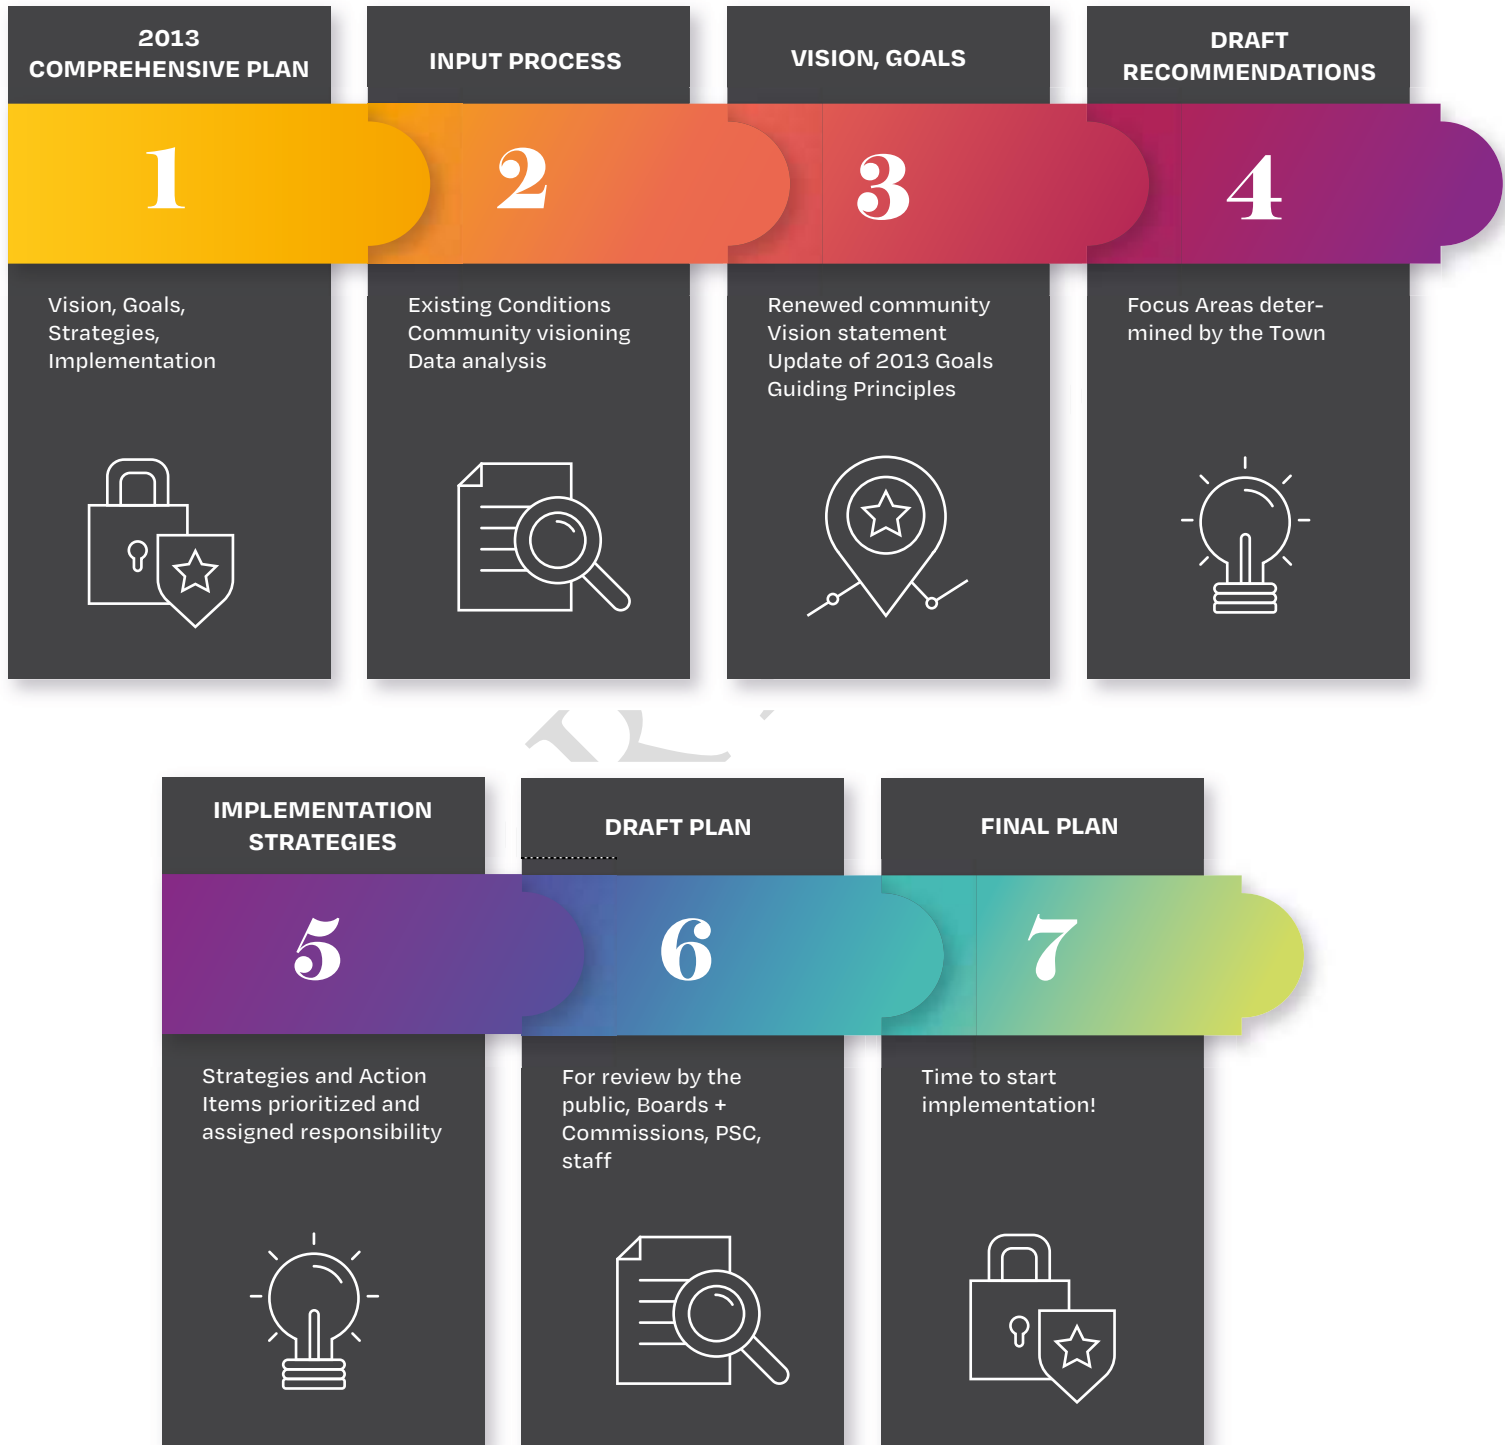 2013
COMPREHENSIVE PLAN
1
Vision, Goals,
Strategies,
Implementation
INPUT PROCESS
2
Existing Conditions
Community visioning
Data analysis
VISION, GOALS
3
Renewed community
Vision statement
Update of 2013 Goals
Guiding Principles
DRAFT
RECOMMENDATIONS
4
Focus Areas deter-
mined by the Town
IMPLEMENTATION
STRATEGIES
5
Strategies and Action
Items prioritized and
assigned responsibility
DRAFT PLAN
6
For review by the
public, Boards +
Commissions, PSC,
staff
FINAL PLAN
7
Time to start
implementation!